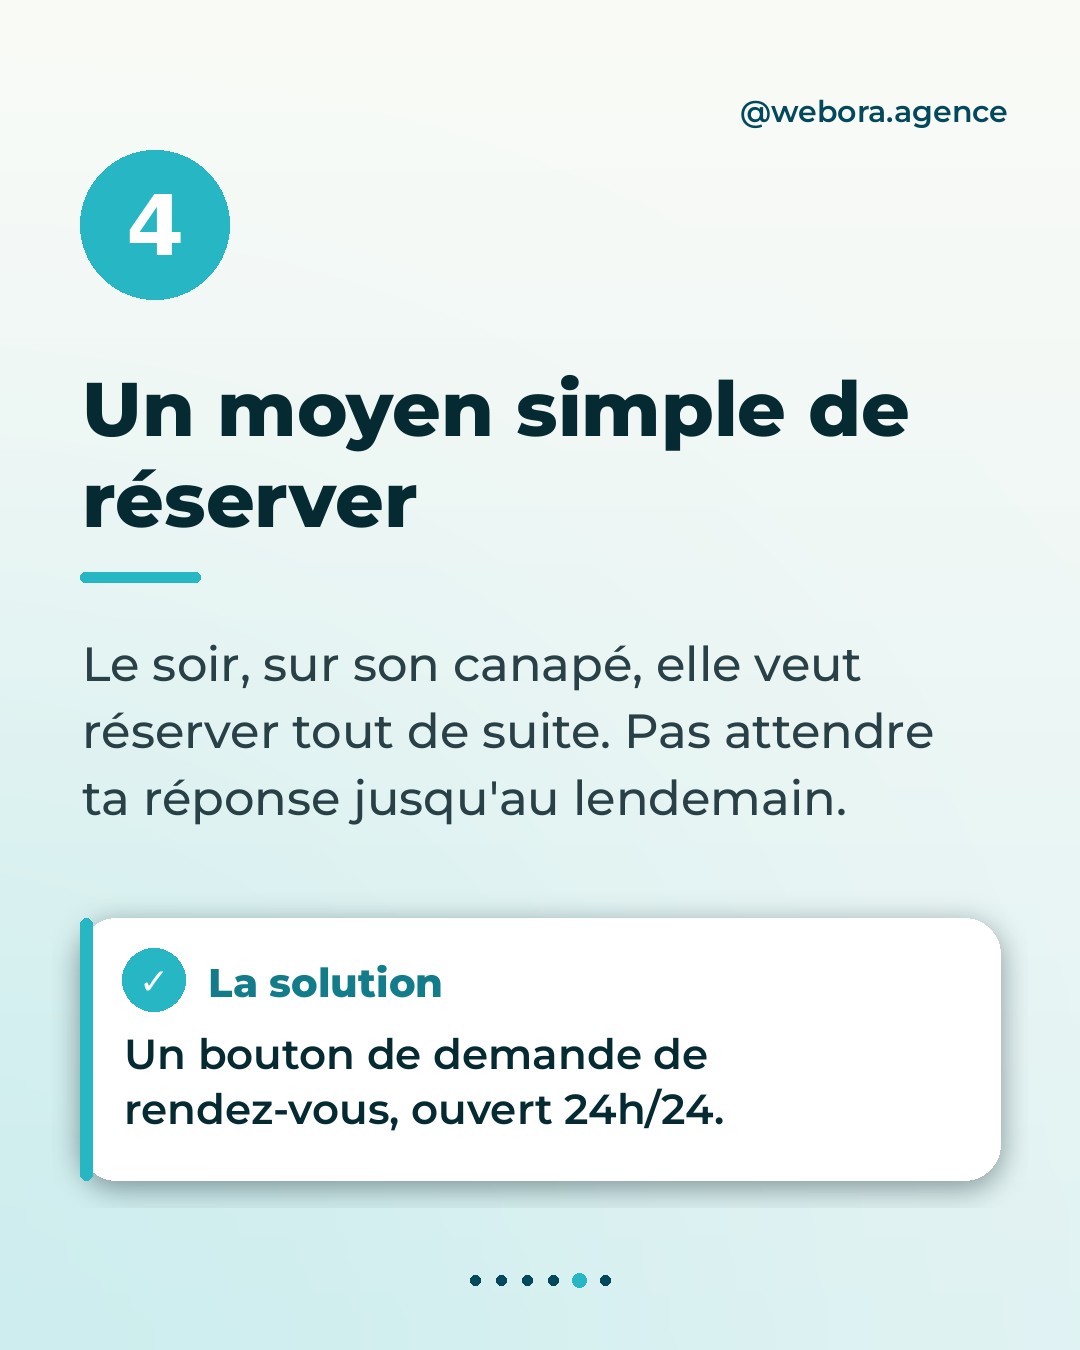 @webora.agence
4
Un moyen simple de
réserver
Le soir, sur son canapé, elle veut
réserver tout de suite. Pas attendre
ta réponse jusqu'au lendemain.
✓ La solution
Un bouton de demande de
rendez-vous, ouvert 24h/24.